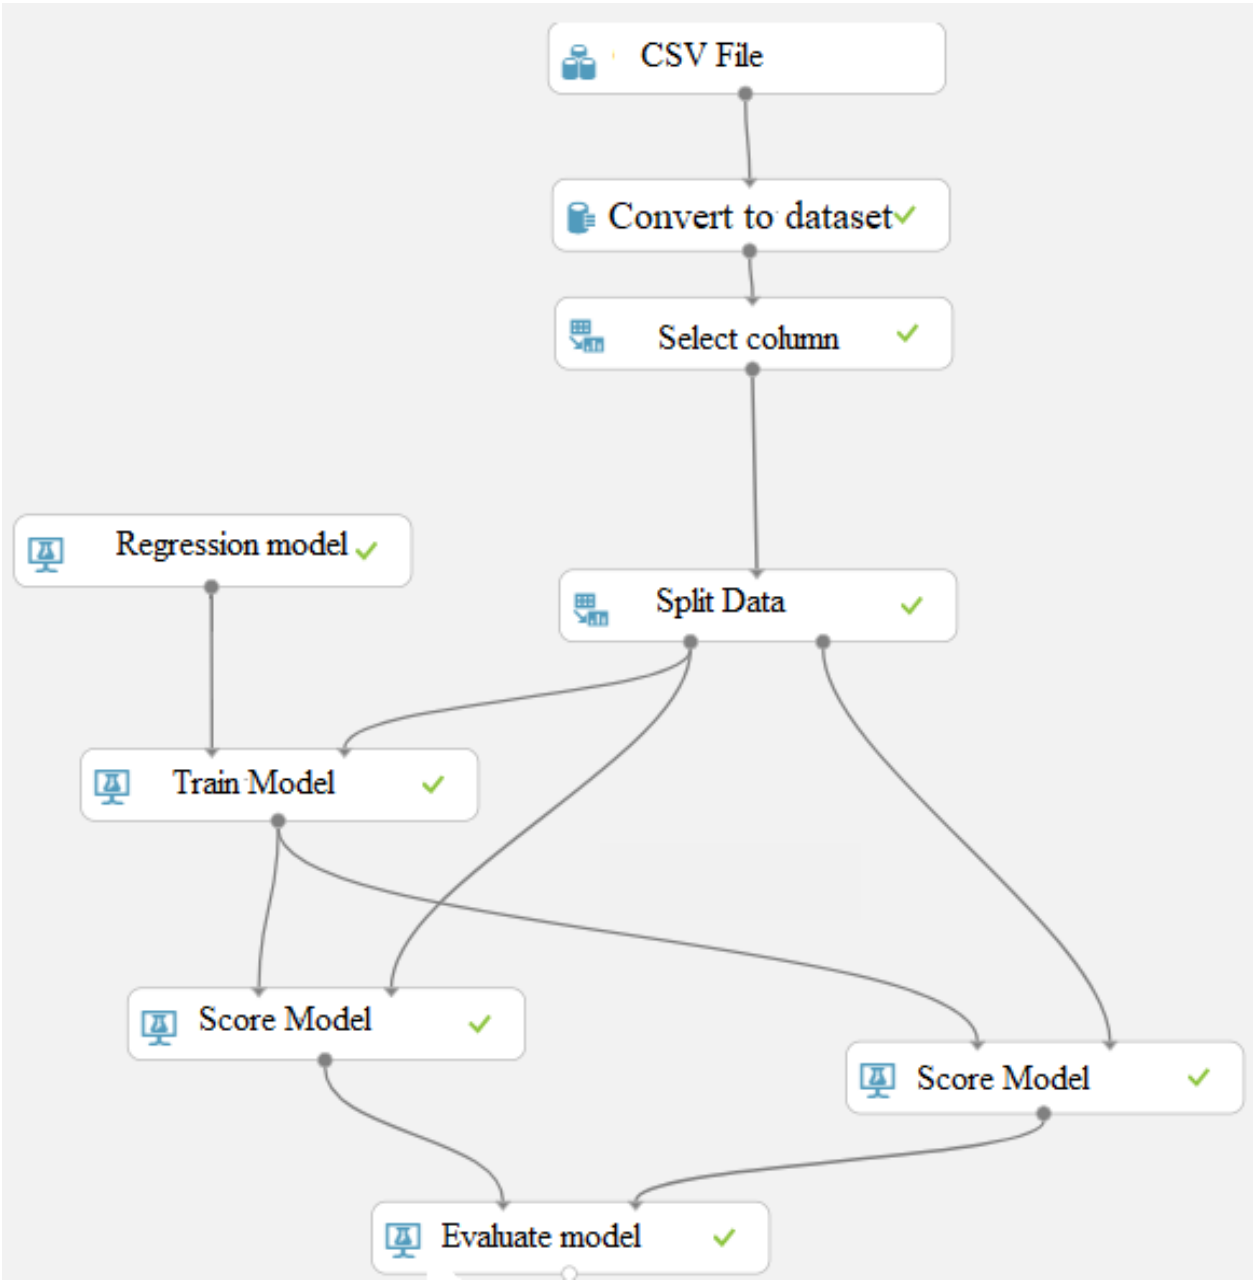 CSV File
Convert to dataset
Select column
Regression model
Split Data
Train Model
Score Model
Score Model
Evaluate model